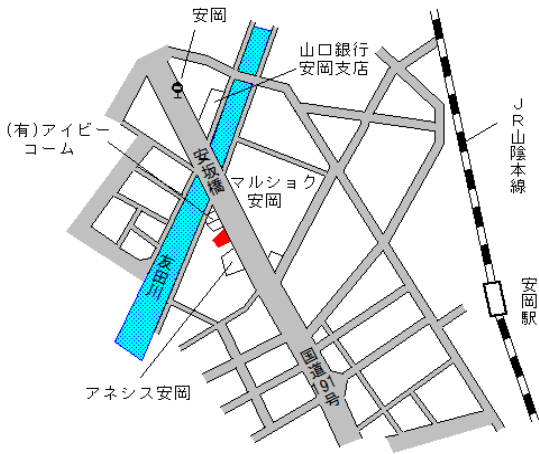 安岡
山口銀行
安岡支店
(有)アイビー
コーム
JR山陰本線
安坂橋
マルショク
安岡
友田川
安岡駅
国道191号
アネシス安岡